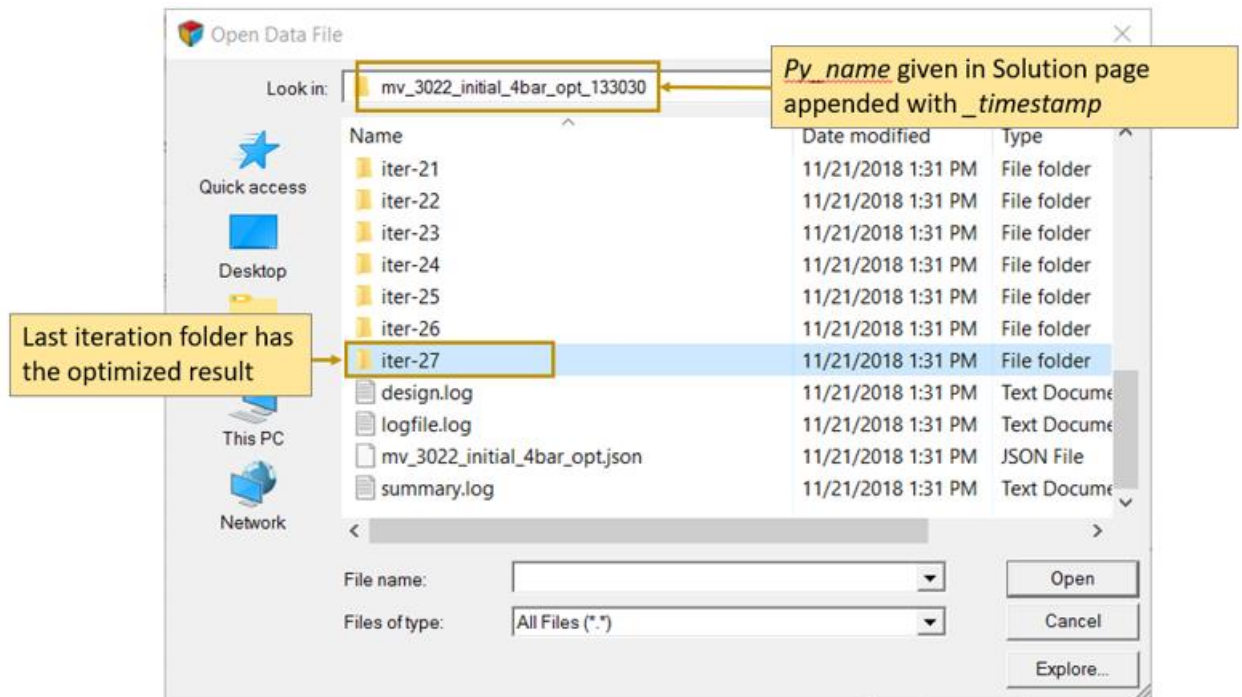 Open Data File
Look in:
mv_3022_initial_4bar_opt_133030
Py_name given in Solution page
appended with _timestamp
Name Date modified Type
iter-21 11/21/2018 1:31 PM File folder
iter-22 11/21/2018 1:31 PM File folder
iter-23 11/21/2018 1:31 PM File folder
iter-24 11/21/2018 1:31 PM File folder
iter-25 11/21/2018 1:31 PM File folder
iter-26 11/21/2018 1:31 PM File folder
iter-27 11/21/2018 1:31 PM File folder
design.log 11/21/2018 1:31 PM Text Docume
logfile.log 11/21/2018 1:31 PM Text Docume
mv_3022_initial_4bar_opt.json 11/21/2018 1:31 PM JSON File
summary.log 11/21/2018 1:31 PM Text Docume
Quick access
Desktop
Last iteration folder has
the optimized result
This PC
Network
File name:
Open
Files of type: All Files (*.*)
Cancel
Explore...